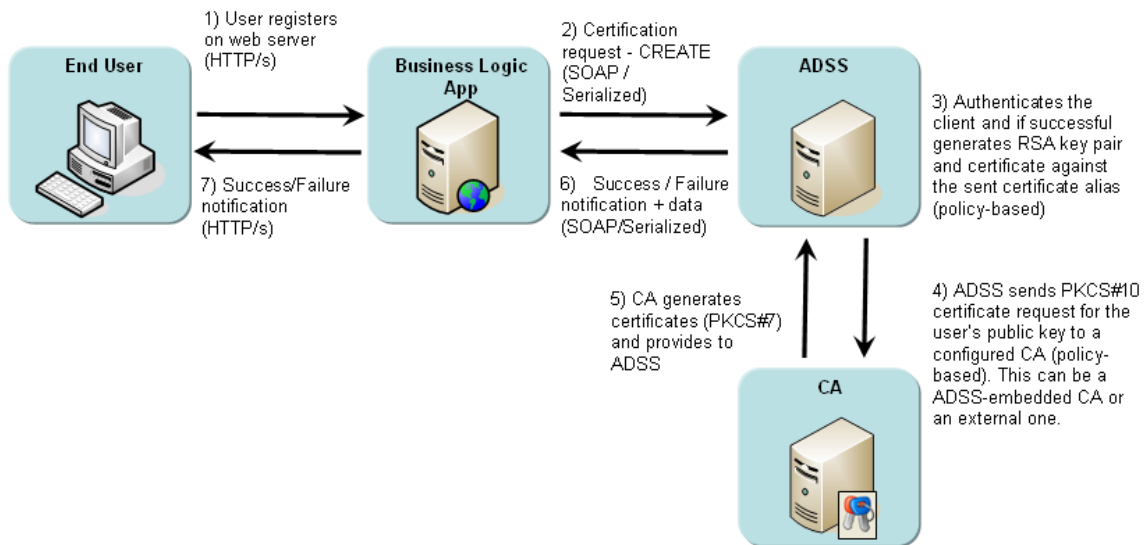 1) User registers
on web server
(HTTP/s)
End User
Business Logic
App
2) Certification
request - CREATE
(SOAP /
Serialized)
ADSS
3) Authenticates the
client and if successful
generates RSA key pair
and certificate against
the sent certificate alias
(policy-based)
7) Success/Failure
notification
(HTTP/s)
6) Success / Failure
notification + data
(SOAP/Serialized)
5) CA generates
certificates (PKCS#7)
and provides to
ADSS
4) ADSS sends PKCS#10
certificate request for the
user's public key to a
configured CA (policy-
based). This can be a
ADSS-embedded CA or
an external one.
CA